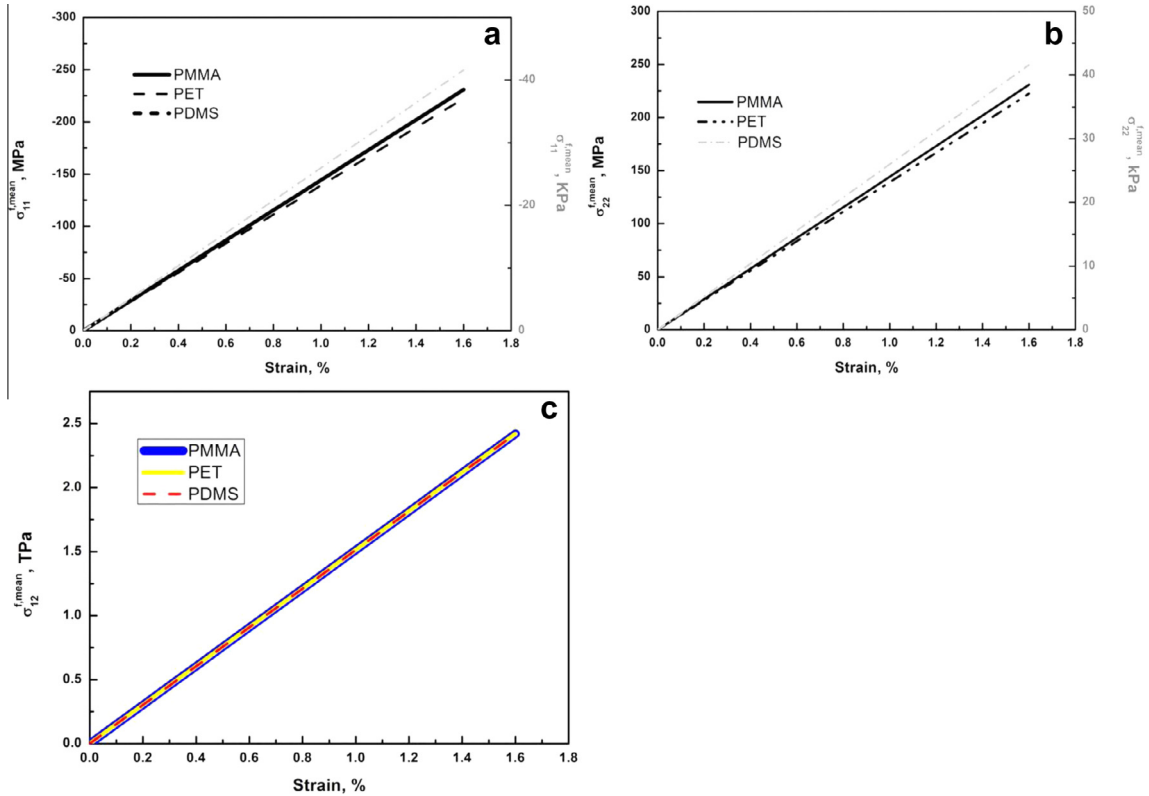 a
-300
-250
-200
-150
-100
-50
0
σ11 f,mean , MPa
PMMA
PET
PDMS
-40
-20
0
σ11 f,mean , KPa
0.0 0.2 0.4 0.6 0.8 1.0 1.2 1.4 1.6 1.8
Strain, %
b
300
250
200
150
100
50
0
σ22 f,mean , MPa
PMMA
PET
PDMS
50
40
30
20
10
0
σ22 f,mean , kPa
0.0 0.2 0.4 0.6 0.8 1.0 1.2 1.4 1.6 1.8
Strain, %
c
2.5
2.0
1.5
1.0
0.5
0.0
σ12 f,mean , TPa
PMMA
PET
PDMS
0.0 0.2 0.4 0.6 0.8 1.0 1.2 1.4 1.6 1.8
Strain, %